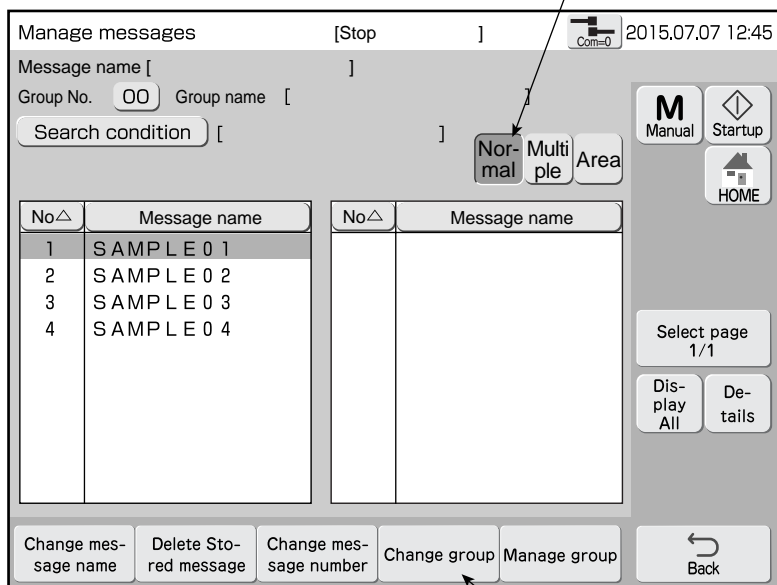 Manage messages [Stop ] Com=0 2015.07.07 12:45
Message name [ ]
Group No. 00 Group name [ ]
Search condition [ ]
Nor-
mal
Multi
ple
Area
M
Manual
Startup
HOME
No△ Message name No△ Message name
1 SAMPLE01
2 SAMPLE02
3 SAMPLE03
4 SAMPLE04
Select page
1/1
Dis-
play
All
De-
tails
Change mes-
sage name
Delete Sto-
red message
Change mes-
sage number
Change group
Manage group
Back